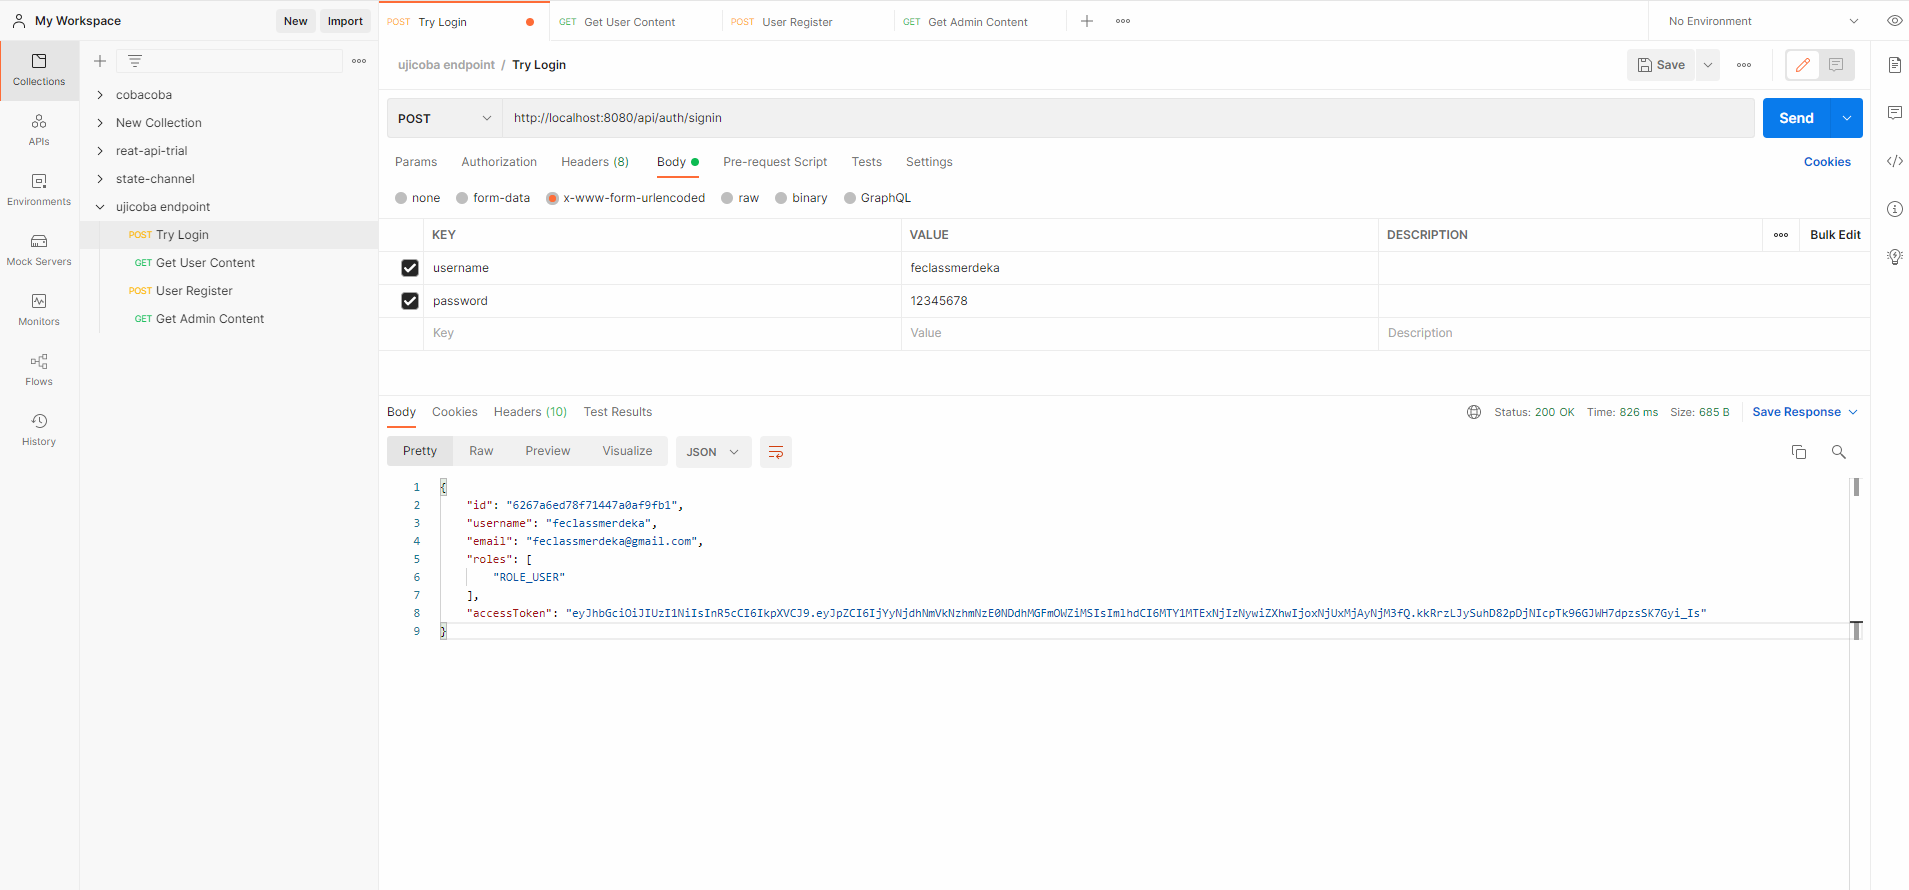 My Workspace
New
Import
POST Try Login
GET Get User Content
POST User Register
GET Get Admin Content
No Environment
Collections
APIs
Environments
Mock Servers
Monitors
Flows
History
cobacoba
New Collection
reat-api-trial
state-channel
ujicoba endpoint
POST Try Login
GET Get User Content
POST User Register
GET Get Admin Content
ujicoba endpoint / Try Login
Save
POST
http://localhost:8080/api/auth/signin
Send
Params Authorization Headers (8) Body Pre-request Script Tests Settings
Cookies
none form-data x-www-form-urlencoded raw binary GraphQL
KEY VALUE DESCRIPTION
Bulk Edit
username feclassmerdeka
password 12345678
Key Value Description
Body Cookies Headers (10) Test Results
Status: 200 OK Time: 826 ms Size: 685 B
Save Response
Pretty Raw Preview Visualize
JSON
1 {
2 "id": "6267a6ed78f71447a0af9fb1",
3 "username": "feclassmerdeka",
4 "email": "feclassmerdeka@gmail.com",
5 "roles": [
6 "ROLE_USER"
7 ],
8 "accessToken": "eyJhbGciOiJIUzI1NiIsInR5cCI6IkpXVCJ9.eyJpZCI6IjYyNjdhNmVkNzhmNzE0NDdhMGFmOWZiMSIsImlhdCI6MTY1MTExNjIzNywiZXhwIjoxNjUxMjAyNjM3fQ.kkRrzLJySuhD82pDjNIcpTk96GJWH7dpzsSK7Gyi_Is"
9 }